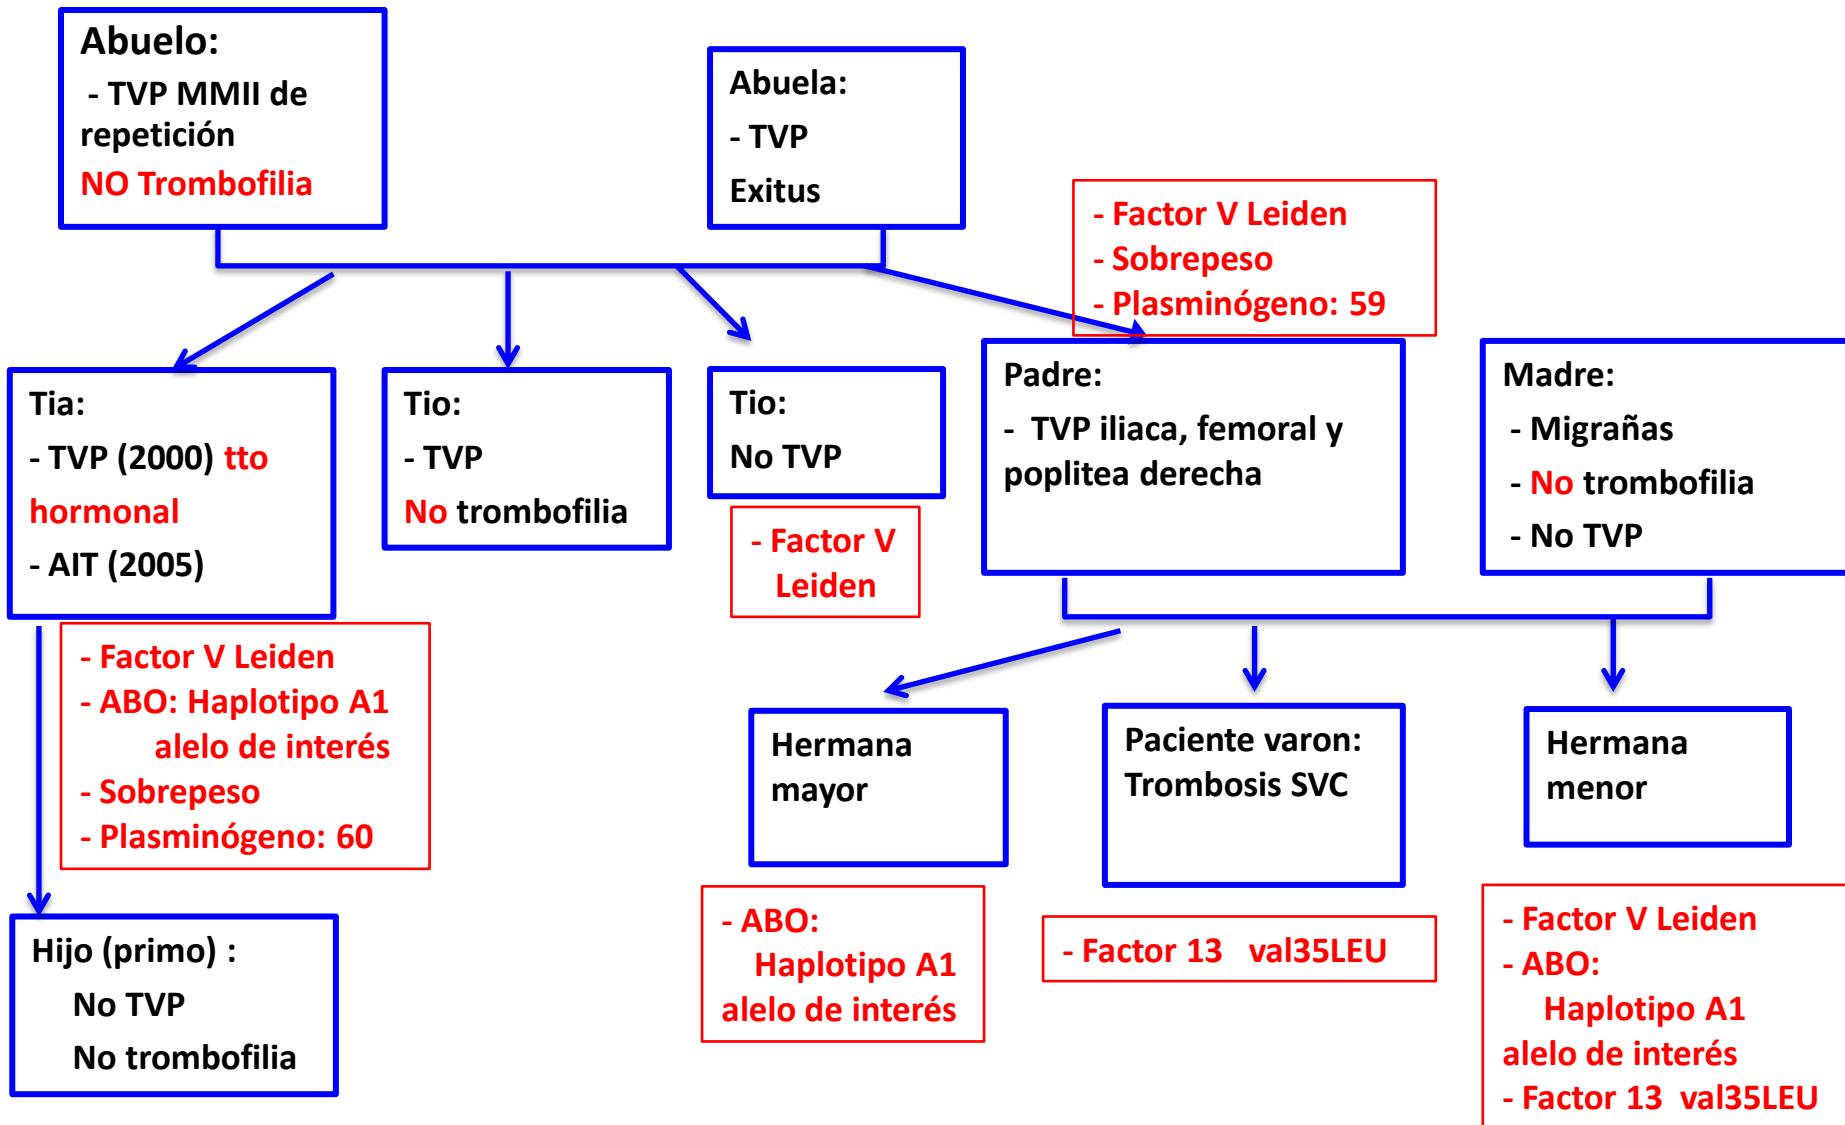 Abuelo:
- TVP MMII de
repetición
NO Trombofilia
Abuela:
- TVP
Exitus
- Factor V Leiden
- Sobrepeso
- Plasminógeno: 59
Tia:
- TVP (2000) tto
hormonal
- AIT (2005)
Tio:
- TVP
No trombofilia
Tio:
No TVP
- Factor V
Leiden
Padre:
- TVP iliaca, femoral y
poplitea derecha
Madre:
- Migrañas
- No trombofilia
- No TVP
- Factor V Leiden
- ABO: Haplotipo A1
alelo de interés
- Sobrepeso
- Plasminógeno: 60
Hermana
mayor
Paciente varon:
Trombosis SVC
Hermana
menor
Hijo (primo) :
No TVP
No trombofilia
- ABO:
Haplotipo A1
alelo de interés
- Factor 13 val35LEU
- Factor V Leiden
- ABO:
Haplotipo A1
alelo de interés
- Factor 13 val35LEU